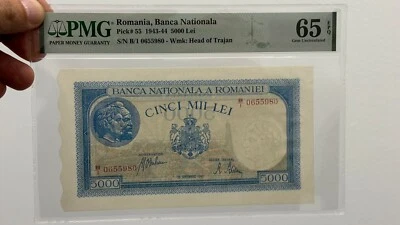 PMG
PAPER MONEY GUARANTY
Romania, Banca Nationala
Pick# 55 1943-44 5000 Lei
S/N B/1 0655980 - Wmk: Head of Trajan
65 EPQ
Gem Uncirculated
BANCA NATIONALA A ROMANIEI
0655980
CINCI MII LEI
0655980
5000
5000